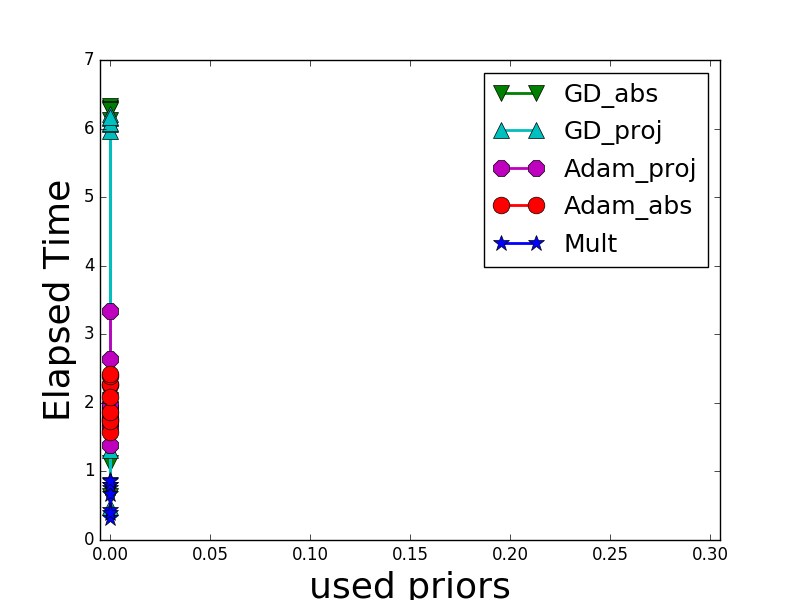 7
6
5
4
3
2
1
0
Elapsed Time
GD_abs
GD_proj
Adam_proj
Adam_abs
Mult
0.00 0.05 0.10 0.15 0.20 0.25 0.30
used priors